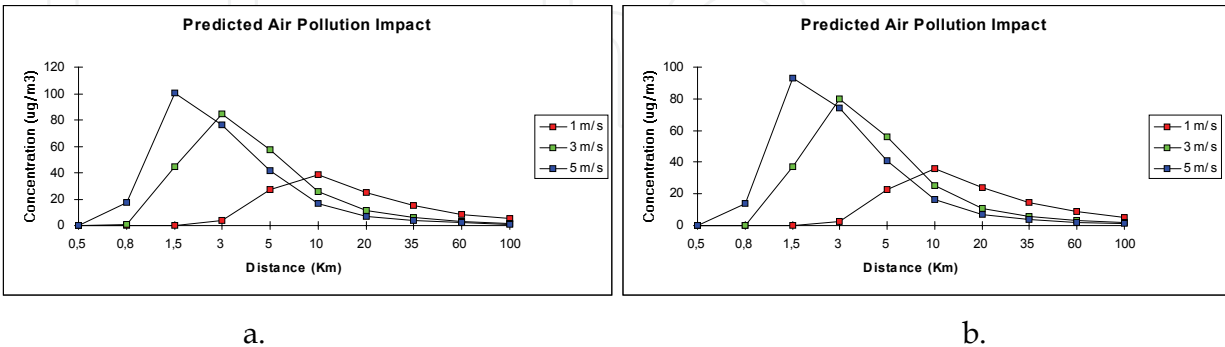 Predicted Air Pollution Impact
Concentration (ug/m3)
120
100
80
60
40
20
0
0,5 0,8 1,5 3 5 10 20 35 60 100
Distance (Km)
1 m/s
3 m/s
5 m/s
a.
Predicted Air Pollution Impact
Concentration (ug/m3)
100
80
60
40
20
0
0,5 0,8 1,5 3 5 10 20 35 60 100
Distance (Km)
1 m/s
3 m/s
5 m/s
b.